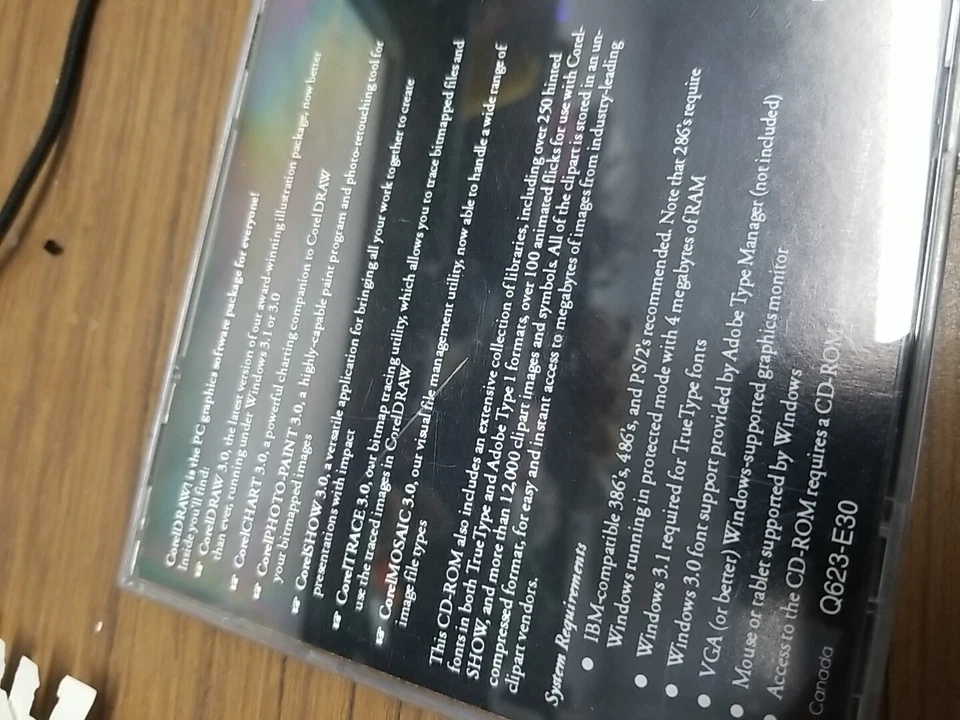 CorelDRAW! is the PC graphics software package for everyone!
Inside you'll find:
☞ CorelDRAW 3.0, the latest version of our award-winning illustration package, now better
than ever, running under Windows 3.1 or 3.0
☞ CorelCHART 3.0, a powerful charting companion to CorelDRAW
☞ CorelPHOTO-PAINT 3.0, a highly-capable paint program and photo-retouching tool for
your bitmapped images
☞ CorelSHOW 3.0, a versatile application for bringing all your work together to create
presentations with impact
☞ CorelTRACE 3.0, our bitmap tracing utility, which allows you to trace bitmapped files and
use the traced images in CorelDRAW
☞ CorelMOSAIC 3.0, our visual file management utility, now able to handle a wide range of
image file types
This CD-ROM also includes an extensive collection of libraries, including over 250 hinted
fonts in both TrueType and Adobe Type 1 formats, over 100 animated flicks for use with Corel-
SHOW, and more than 12,000 clipart images and symbols. All of the clipart is stored in an un-
compressed format, for easy and instant access to megabytes of images from industry-leading
clipart vendors.
System Requirements
● IBM-compatible 386's, 486's, and PS/2's recommended. Note that 286's require
Windows running in protected mode with 4 megabytes of RAM
● Windows 3.1 required for TrueType fonts
● Windows 3.0 font support provided by Adobe Type Manager (not included)
● VGA (or better) Windows-supported graphics monitor
● Mouse or tablet supported by Windows
Access to the CD-ROM requires a CD-ROM
Canada Q623-E30